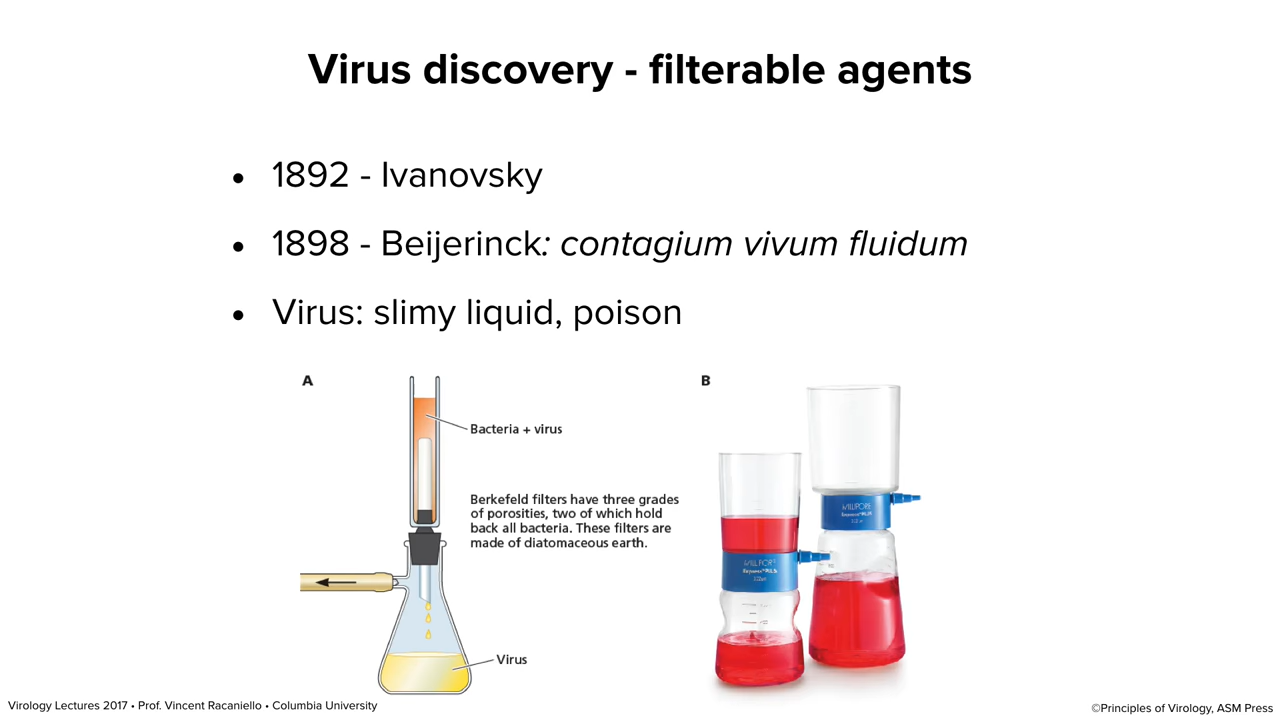 Virus discovery - filterable agents
• 1892 - Ivanovsky
• 1898 - Beijerinck: contagium vivum fluidum
• Virus: slimy liquid, poison
A
Bacteria + virus
Berkefeld filters have three grades
of porosities, two of which hold
back all bacteria. These filters are
made of diatomaceous earth.
Virus
B
MILLIPORE
MILLIPORE
Virology Lectures 2017 • Prof. Vincent Racaniello • Columbia University
©Principles of Virology, ASM Press